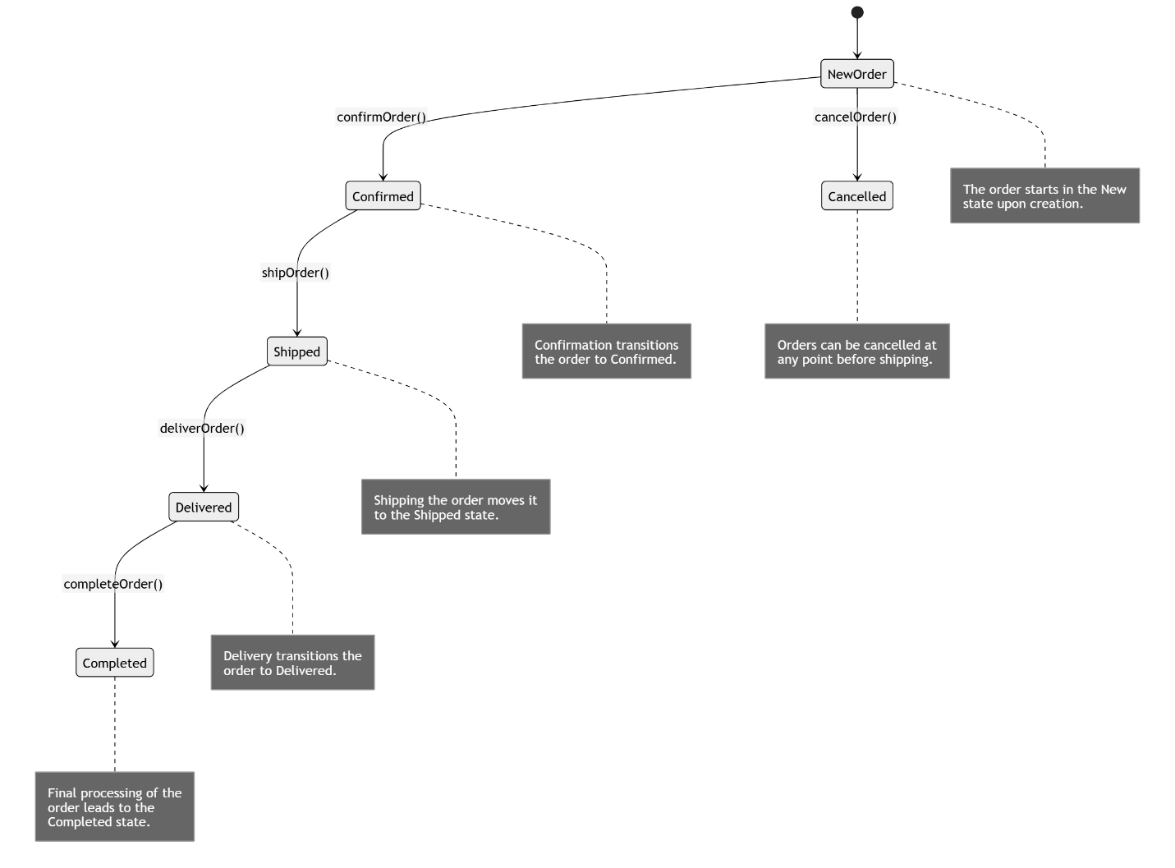 NewOrder
confirmOrder()
cancelOrder()
The order starts in the New
state upon creation.
Confirmed
Cancelled
shipOrder()
Confirmation transitions
the order to Confirmed.
Orders can be cancelled at
any point before shipping.
Shipped
deliverOrder()
Shipping the order moves it
to the Shipped state.
Delivered
completeOrder()
Delivery transitions the
order to Delivered.
Completed
Final processing of the
order leads to the
Completed state.